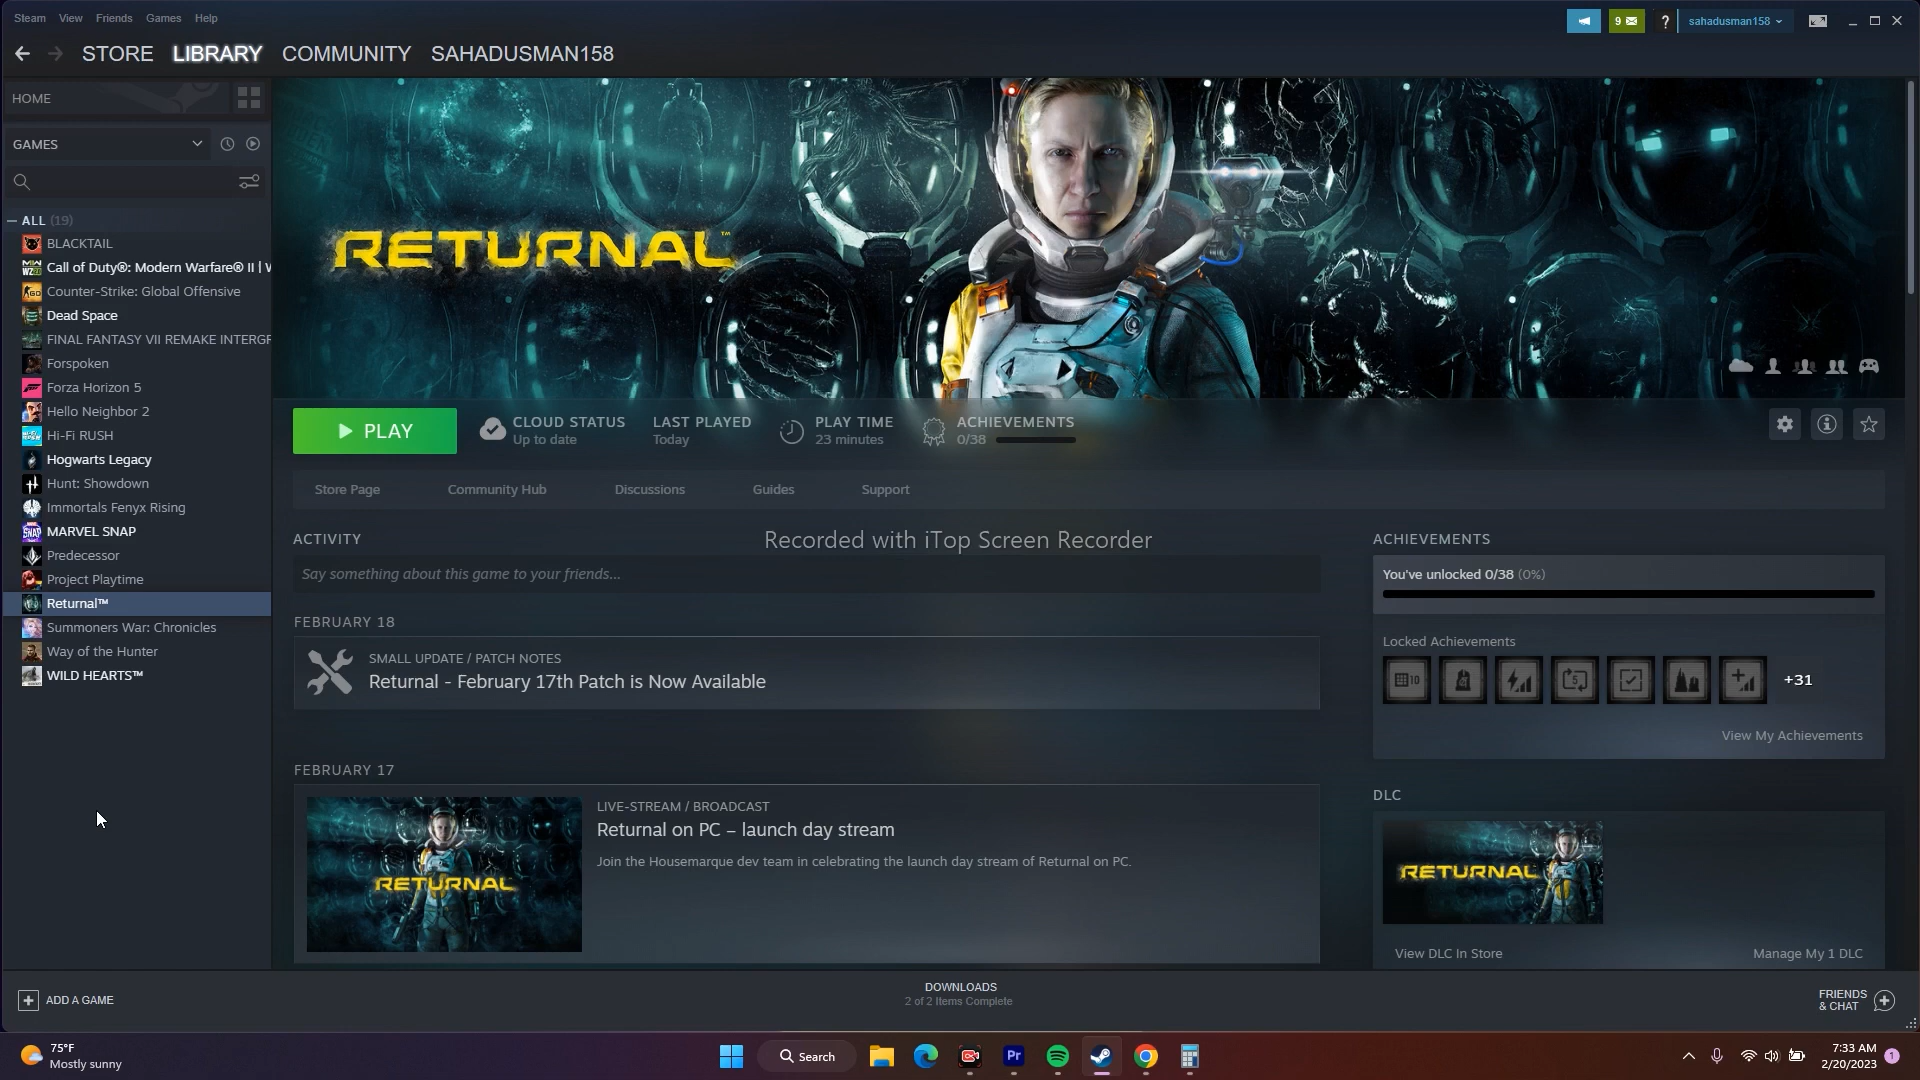 Steam View Friends Games Help
9 ? sahadusman158
STORE LIBRARY COMMUNITY SAHADUSMAN158
HOME
GAMES
ALL (19)
BLACKTAIL
Call of Duty®: Modern Warfare® II | W
Counter-Strike: Global Offensive
Dead Space
FINAL FANTASY VII REMAKE INTERGR
Forspoken
Forza Horizon 5
Hello Neighbor 2
Hi-Fi RUSH
Hogwarts Legacy
Hunt: Showdown
Immortals Fenyx Rising
MARVEL SNAP
Predecessor
Project Playtime
Returnal™
Summoners War: Chronicles
Way of the Hunter
WILD HEARTS™
RETURNAL™
PLAY
CLOUD STATUS
Up to date
LAST PLAYED
Today
PLAY TIME
23 minutes
ACHIEVEMENTS
0/38
Store Page Community Hub Discussions Guides Support
ACTIVITY
Recorded with iTop Screen Recorder
Say something about this game to your friends...
FEBRUARY 18
SMALL UPDATE / PATCH NOTES
Returnal - February 17th Patch is Now Available
FEBRUARY 17
RETURNAL
LIVE-STREAM / BROADCAST
Returnal on PC – launch day stream
Join the Housemarque dev team in celebrating the launch day stream of Returnal on PC.
ACHIEVEMENTS
You've unlocked 0/38 (0%)
Locked Achievements
10
5
+31
View My Achievements
DLC
RETURNAL
View DLC In Store
Manage My 1 DLC
ADD A GAME
DOWNLOADS
2 of 2 Items Complete
FRIENDS
& CHAT
75°F
Mostly sunny
Search
Pr
7:33 AM
2/20/2023
1